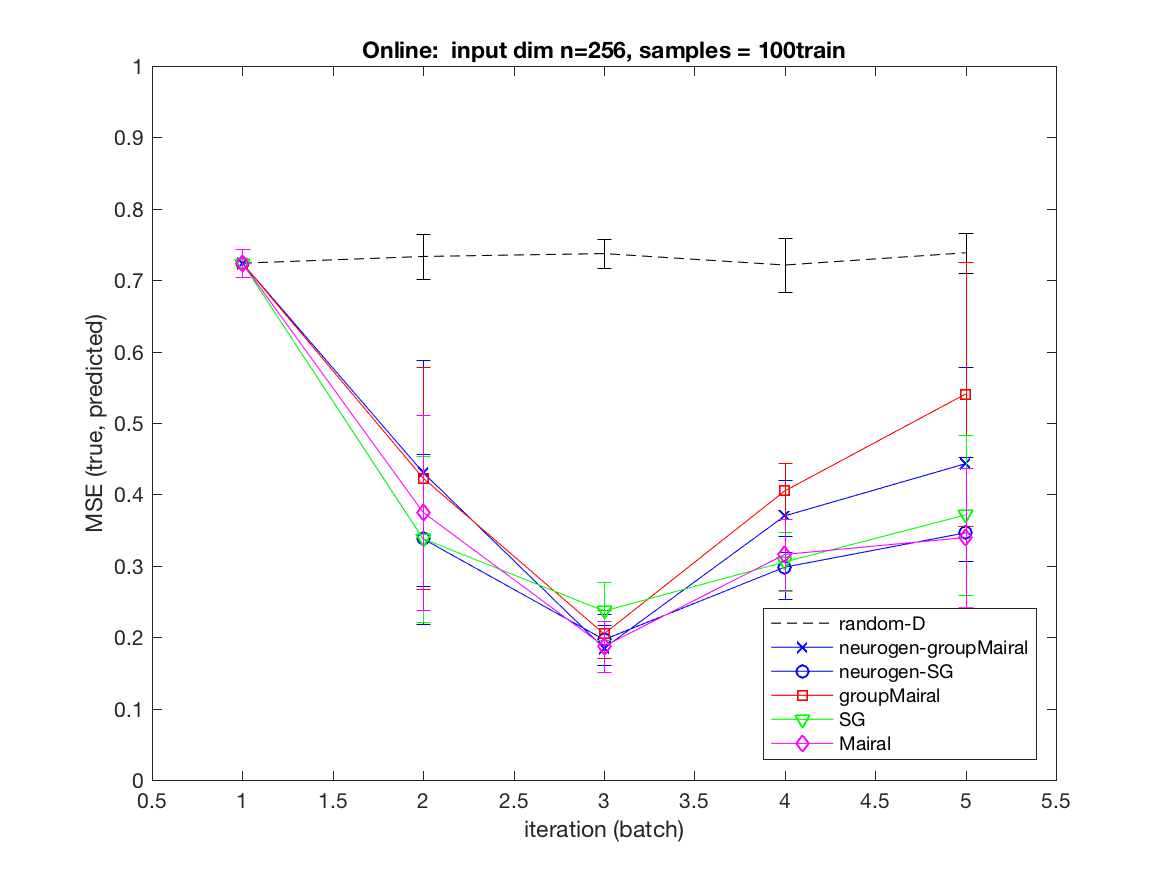 Online:  input dim n=256, samples = 100train
1
0.9
0.8
0.7
0.6
0.5
0.4
0.3
0.2
0.1
0
MSE (true, predicted)
random-D
neurogen-groupMairal
neurogen-SG
groupMairal
SG
Mairal
0.5 1 1.5 2 2.5 3 3.5 4 4.5 5 5.5
iteration (batch)